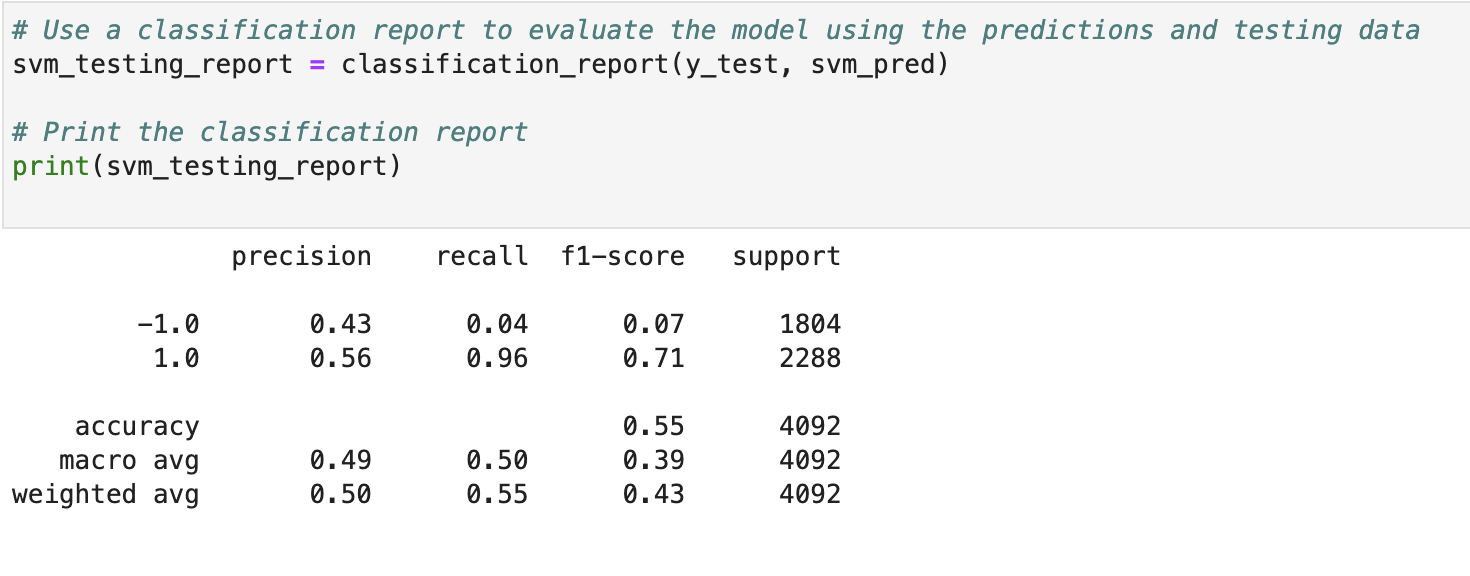 # Use a classification report to evaluate the model using the predictions and testing data
svm_testing_report = classification_report(y_test, svm_pred)
# Print the classification report
print(svm_testing_report)
precision recall f1-score support
-1.0 0.43 0.04 0.07 1804
1.0 0.56 0.96 0.71 2288
accuracy 0.55 4092
macro avg 0.49 0.50 0.39 4092
weighted avg 0.50 0.55 0.43 4092